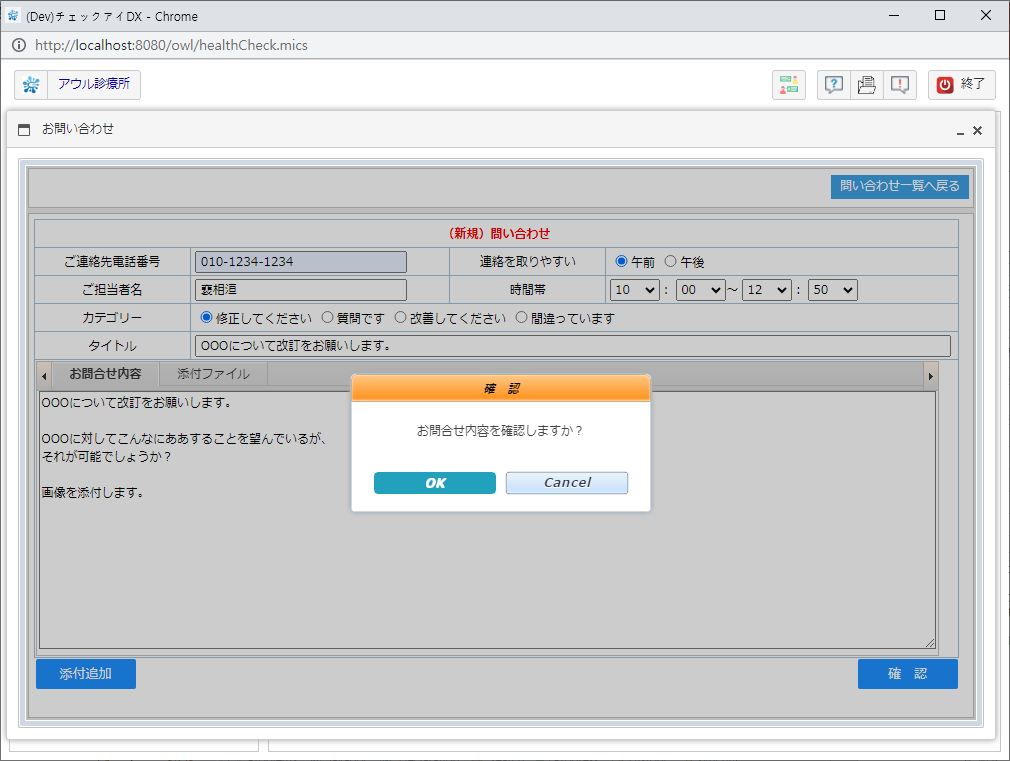 (Dev)チェックアイDX - Chrome
http://localhost:8080/owl/healthCheck.mics
アウル診療所
終了
お問い合わせ
問い合わせ一覧へ戻る
（新規）問い合わせ
ご連絡先電話番号 010-1234-1234 連絡を取りやすい 午前 午後
ご担当者名 裵相洹 時間帯 10 : 00 ～ 12 : 50
カテゴリー 修正してください 質問です 改善してください 間違っています
タイトル OOOについて改訂をお願いします。
お問合せ内容 添付ファイル
OOOについて改訂をお願いします。
OOOに対してこんなにああすることを望んでいるが、
それが可能でしょうか？
画像を添付します。
確　認
お問合せ内容を確認しますか？
OK Cancel
添付追加 確　認